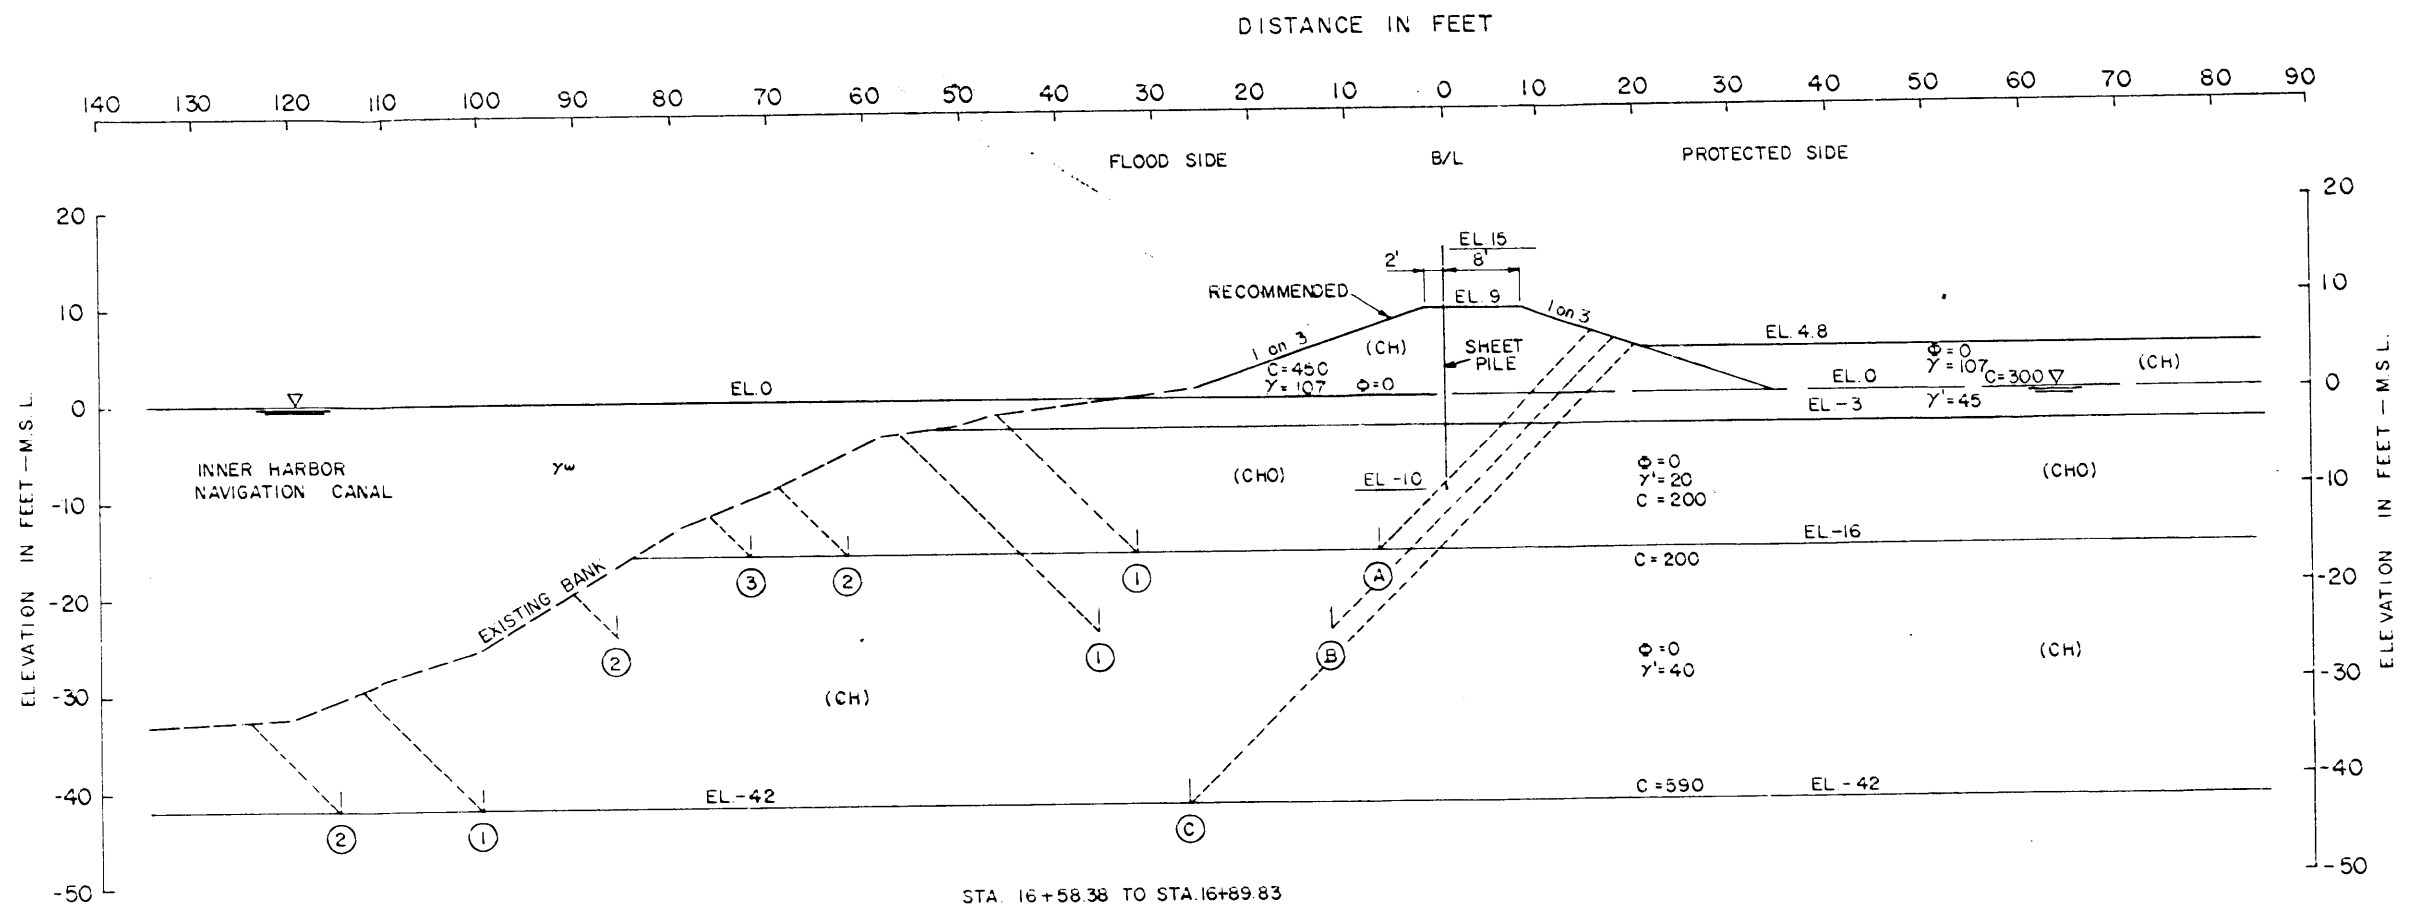 DISTANCE IN FEET
140 130 120 110 100 90 80 70 60 50 40 30 20 10 0 10 20 30 40 50 60 70 80 90
FLOOD SIDE B/L PROTECTED SIDE
20 20
EL. 15
2' 8'
RECOMMENDED
EL. 9
10 10
1 on 3
1 on 3
EL. 4.8
(CH)
SHEET
PILE
C=450
γ=107 Φ=0
Φ=0
γ=107
(CH)
C=300
EL.0
EL.0
0 0
EL.-3
γ'=45
ELEVATION IN FEET—M.S.L.
ELEVATION IN FEET—M.S.L.
INNER HARBOR
NAVIGATION CANAL
γw
(CHO)
EL -10
Φ=0
γ'=20
C=200
(CHO)
-10 -10
EL.-16
C=200
3 2 1 A
-20 -20
EXISTING BANK
2 1 B
Φ=0
γ'=40
(CH)
(CH)
-30 -30
EL.-42
C=590 EL.-42
-40 -40
2 1 C
-50 -50
STA. 16+58.38 TO STA.16+89.83